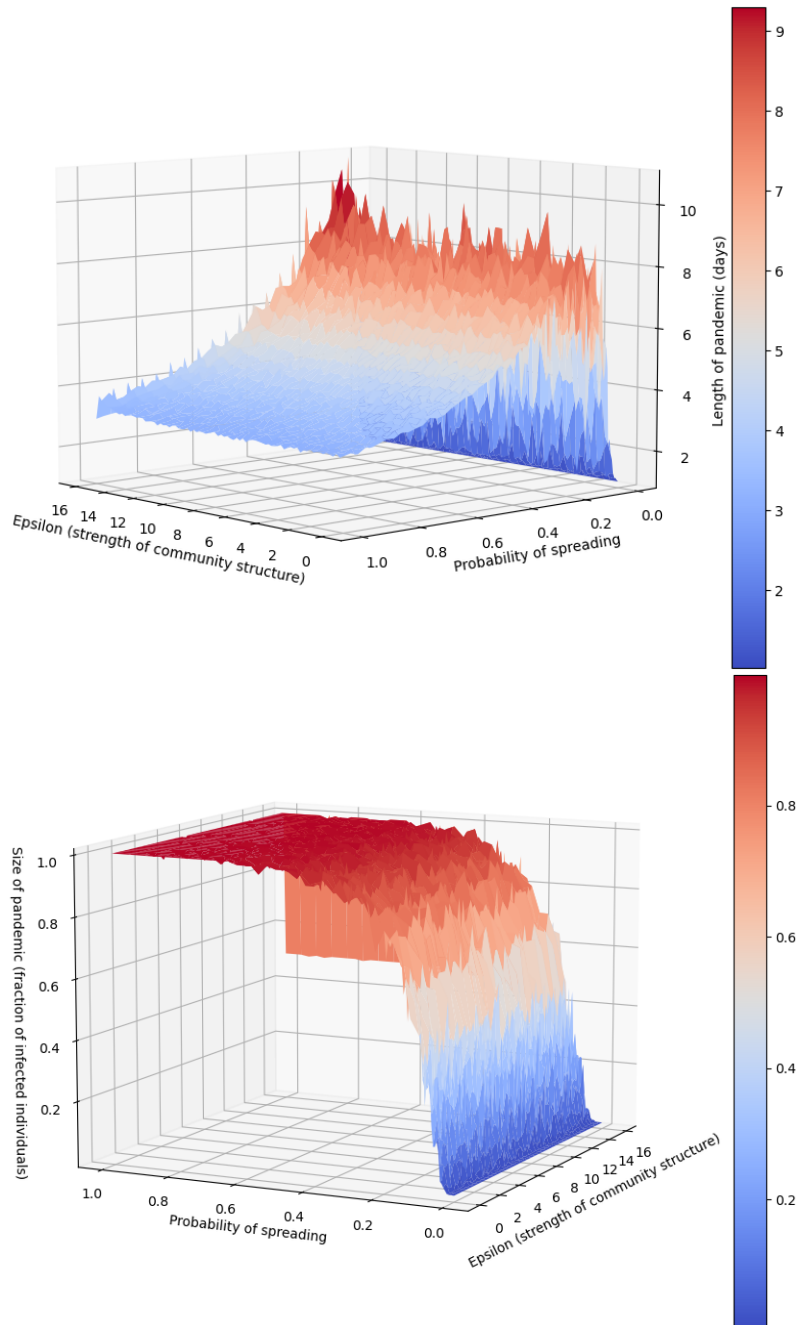 9
8
7
6
5
4
3
2
10
8
6
4
2
Length of pandemic (days)
16 14 12 10 8 6 4 2 0
Epsilon (strength of community structure)
1.0 0.8 0.6 0.4 0.2 0.0
Probability of spreading
0.8
0.6
0.4
0.2
1.0
0.8
0.6
0.4
0.2
Size of pandemic (fraction of infected individuals)
1.0 0.8 0.6 0.4 0.2 0.0
Probability of spreading
0 2 4 6 8 10 12 14 16
Epsilon (strength of community structure)